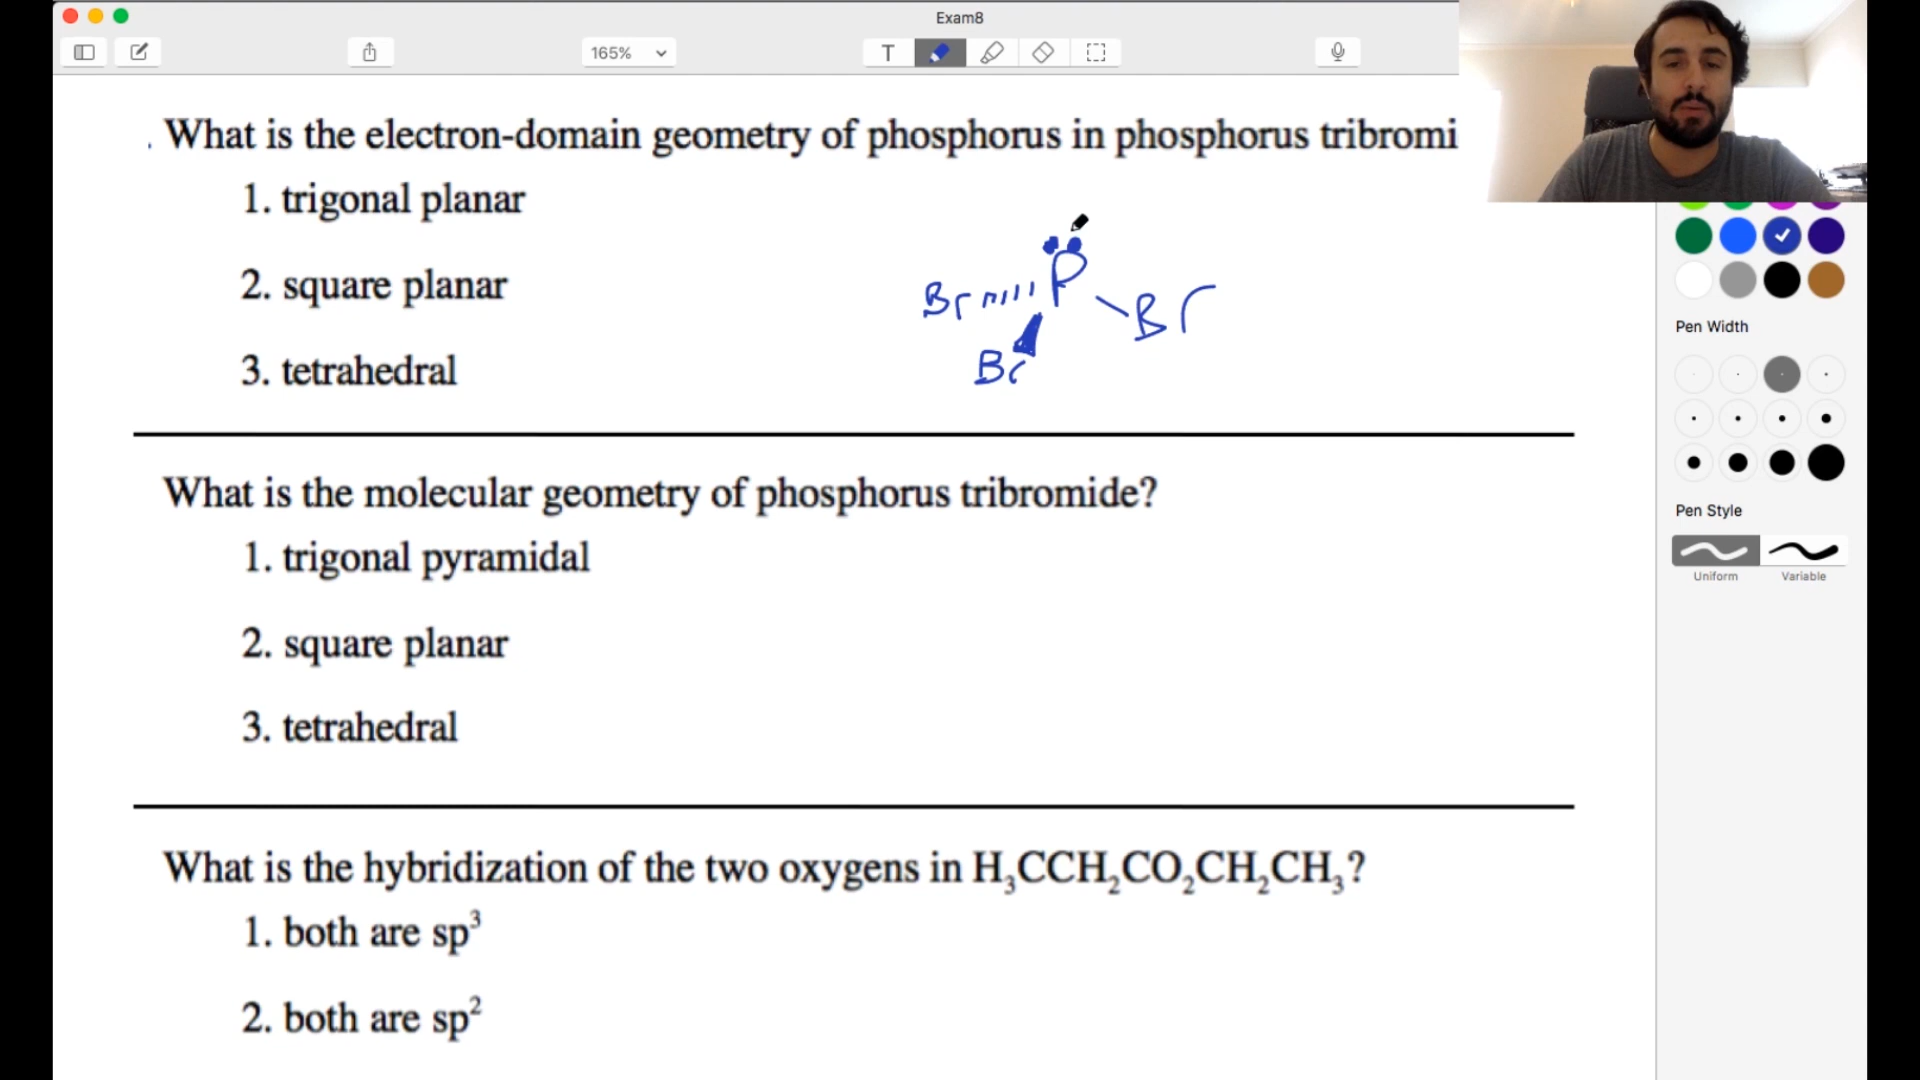 Exam8
165%
T
. What is the electron-domain geometry of phosphorus in phosphorus tribromi
1. trigonal planar
2. square planar
3. tetrahedral
P
Br
Br
Br
What is the molecular geometry of phosphorus tribromide?
1. trigonal pyramidal
2. square planar
3. tetrahedral
What is the hybridization of the two oxygens in H₃CCH₂CO₂CH₂CH₃?
1. both are sp³
2. both are sp²
Pen Width
Pen Style
Uniform Variable